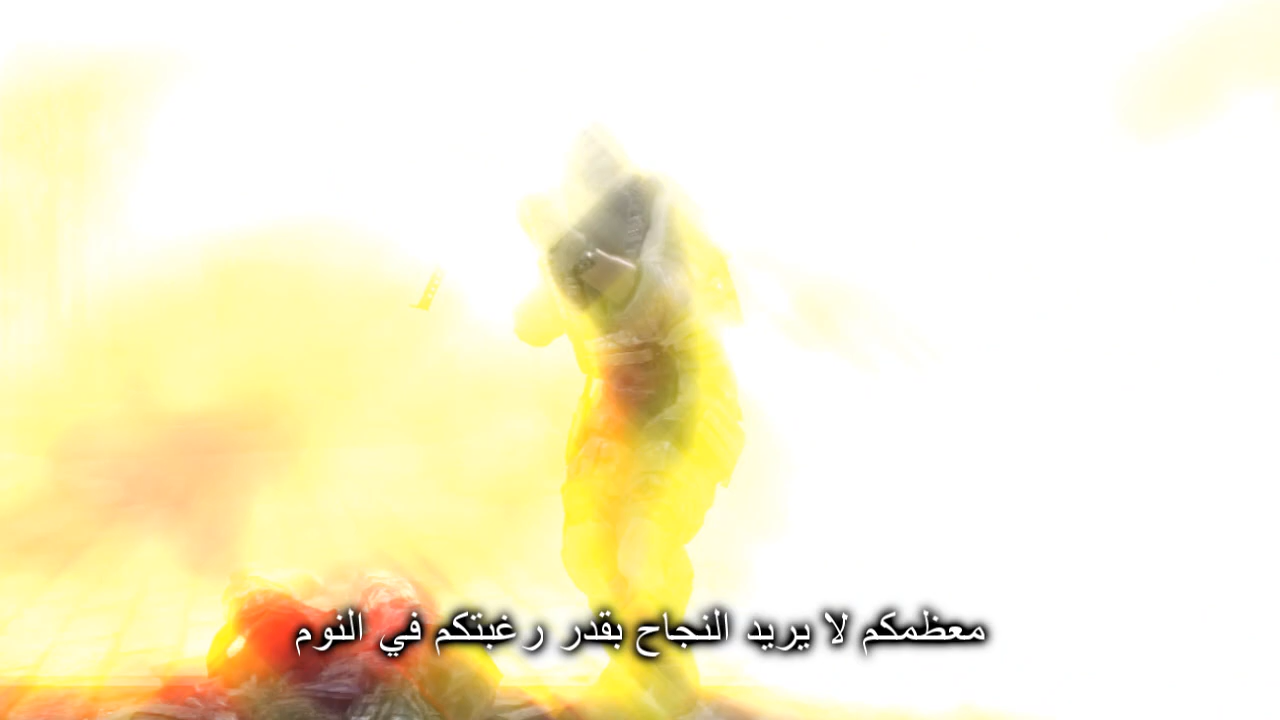 معظمكم لا يريد النجاح بقدر رغبتكم في النوم